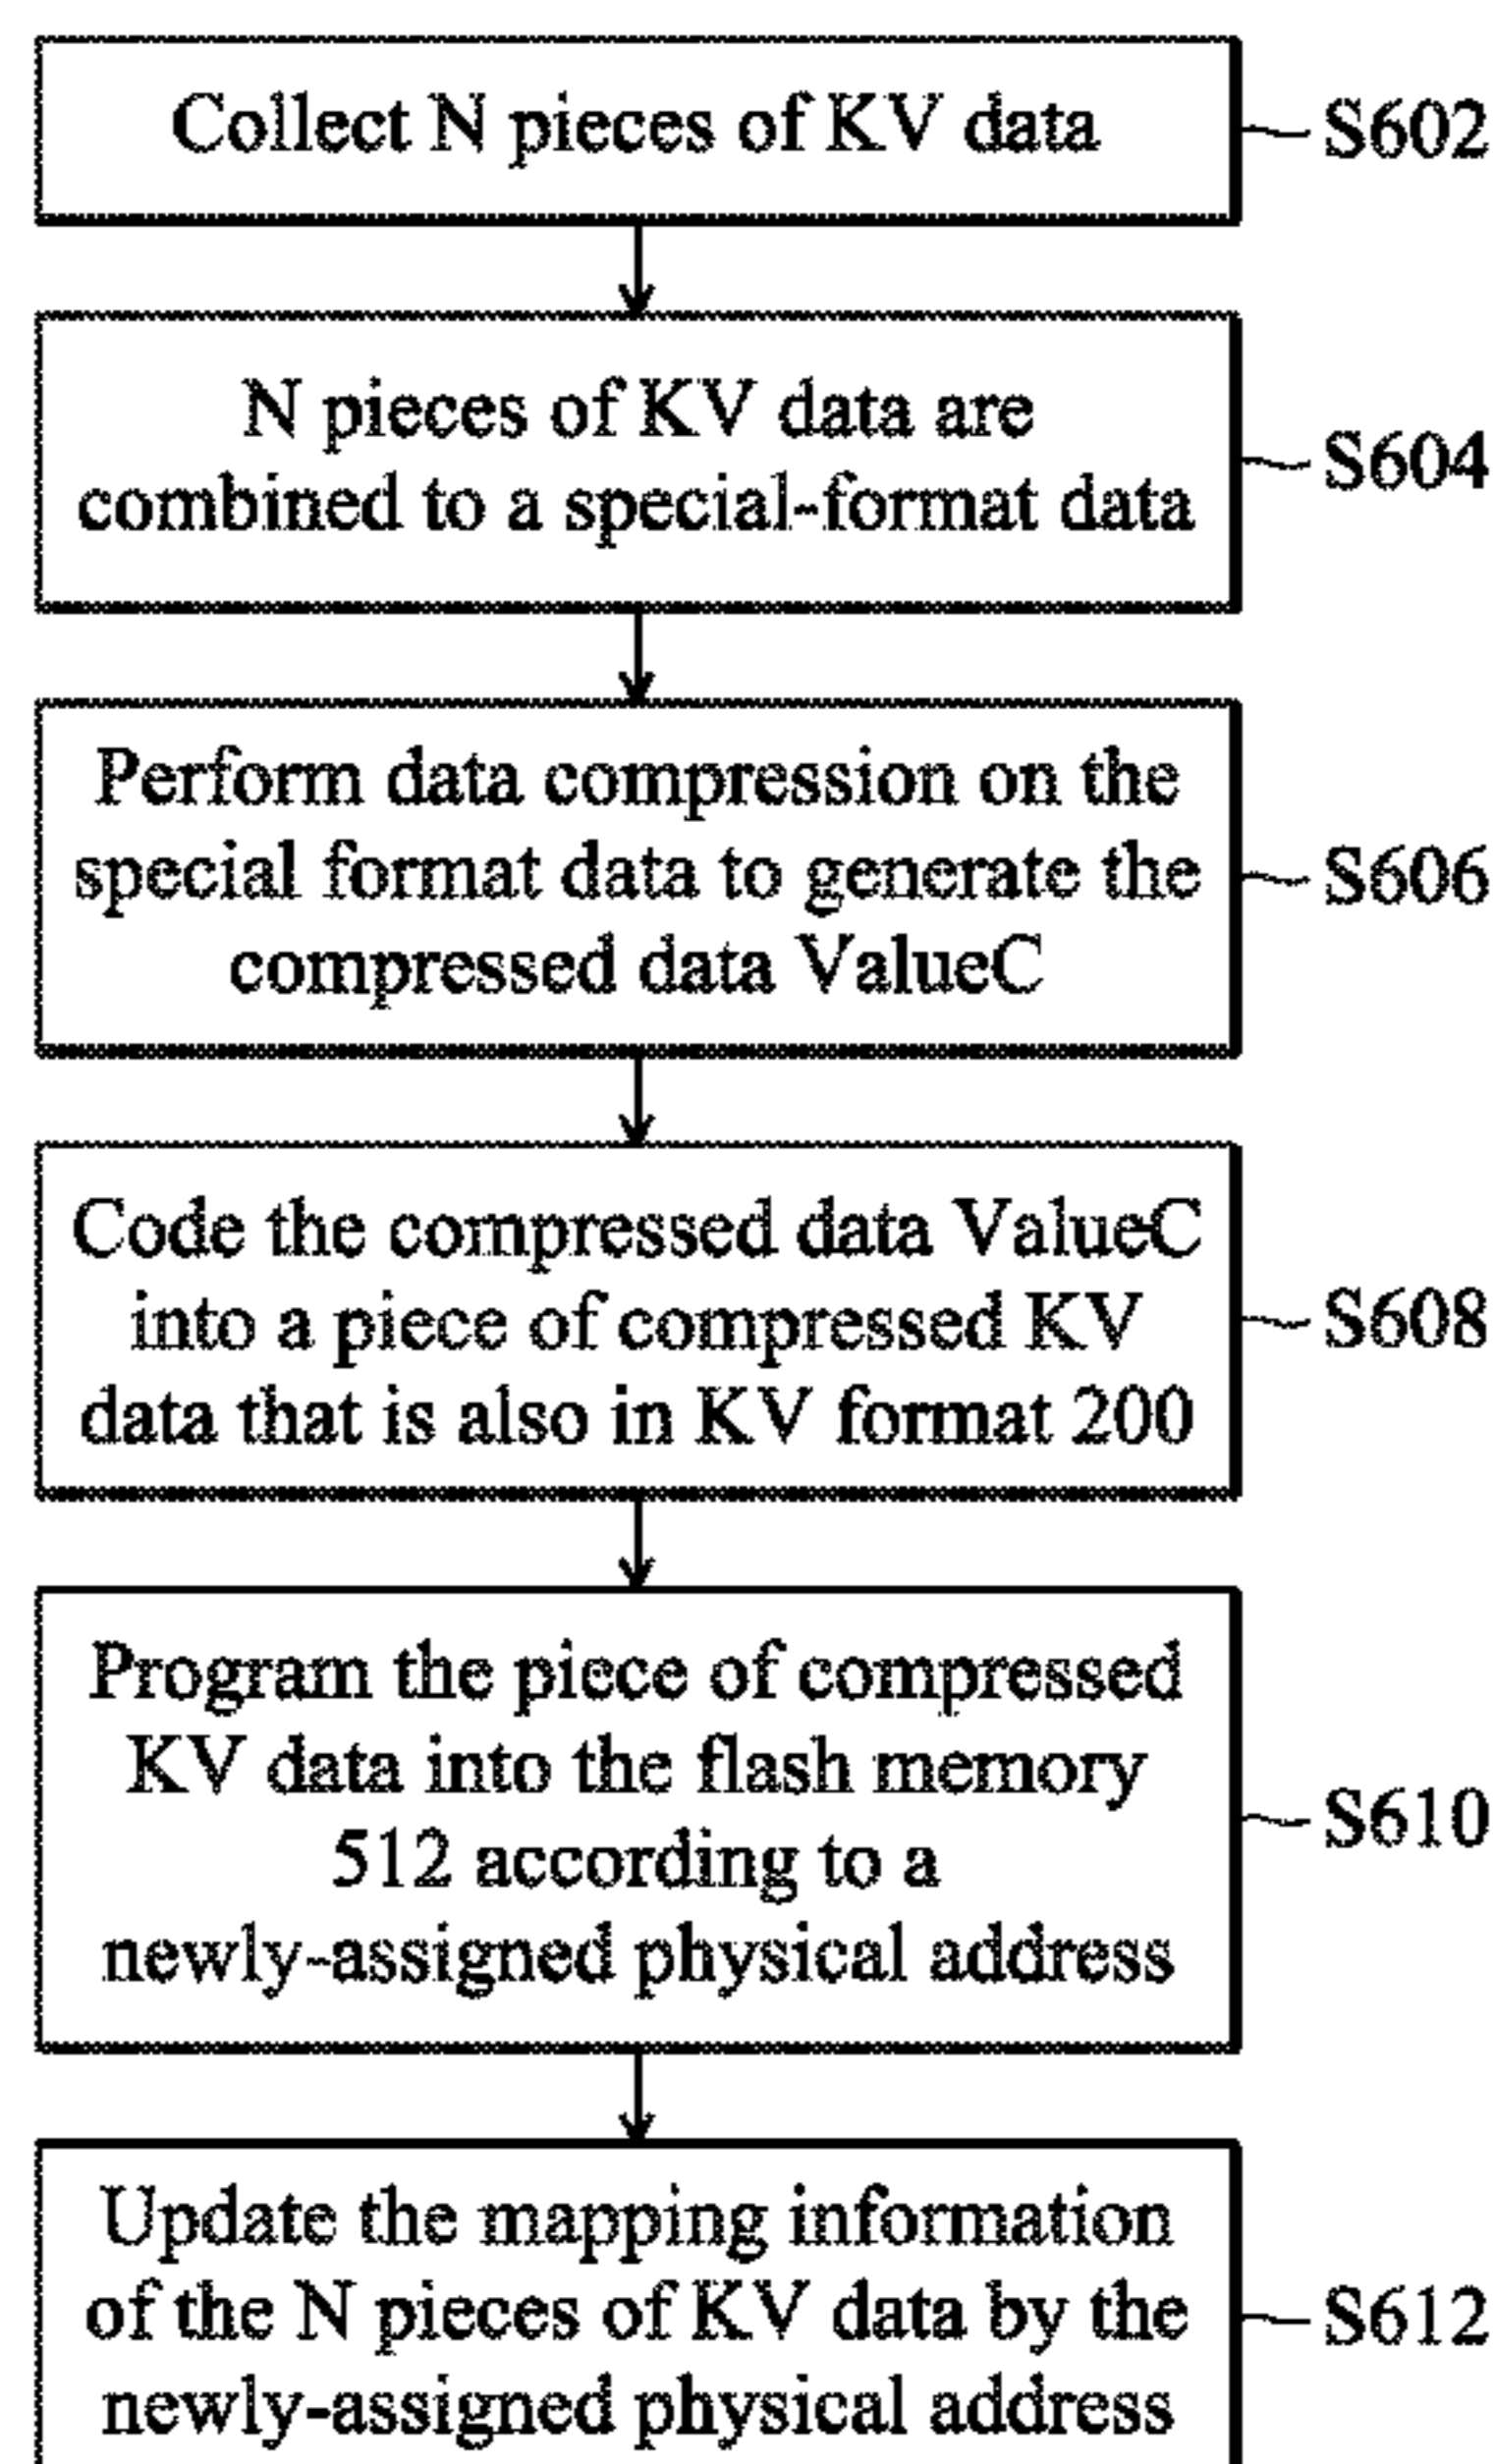 Collect N pieces of KV data
S602
N pieces of KV data are
combined to a special-format data
S604
Perform data compression on the
special format data to generate the
compressed data ValueC
S606
Code the compressed data ValueC
into a piece of compressed KV
data that is also in KV format 200
S608
Program the piece of compressed
KV data into the flash memory
512 according to a
newly-assigned physical address
S610
Update the mapping information
of the N pieces of KV data by the
newly-assigned physical address
S612